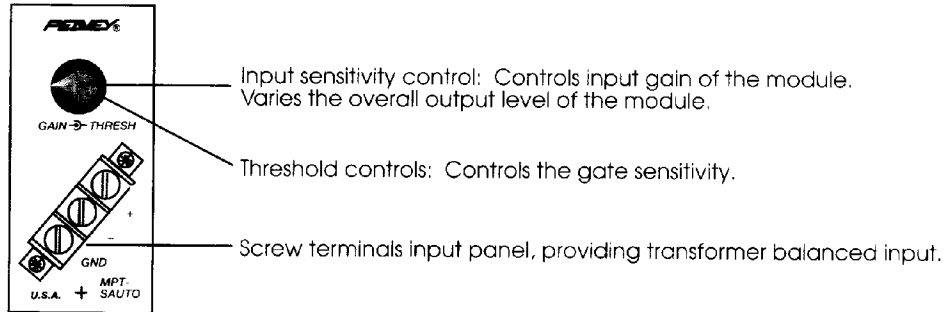 PEAVEY®
GAIN THRESH
+
-
GND
U.S.A. + MPT-
SAUTO
Input sensitivity control: Controls input gain of the module.
Varies the overall output level of the module.
Threshold controls: Controls the gate sensitivity.
Screw terminals input panel, providing transformer balanced input.